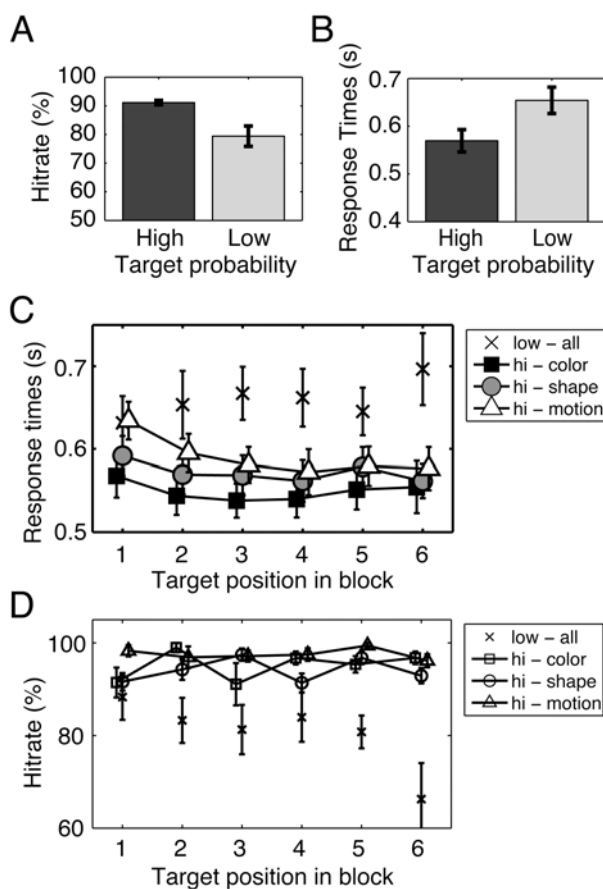 A
B
Hitrate (%)
100
90
80
70
60
50
High
Low
Target probability
Response Times (s)
0.7
0.6
0.5
0.4
High
Low
Target probability
C
Response times (s)
0.7
0.6
0.5
1 2 3 4 5 6
Target position in block
low – all
hi – color
hi – shape
hi – motion
D
Hitrate (%)
100
80
60
1 2 3 4 5 6
Target position in block
low – all
hi – color
hi – shape
hi – motion